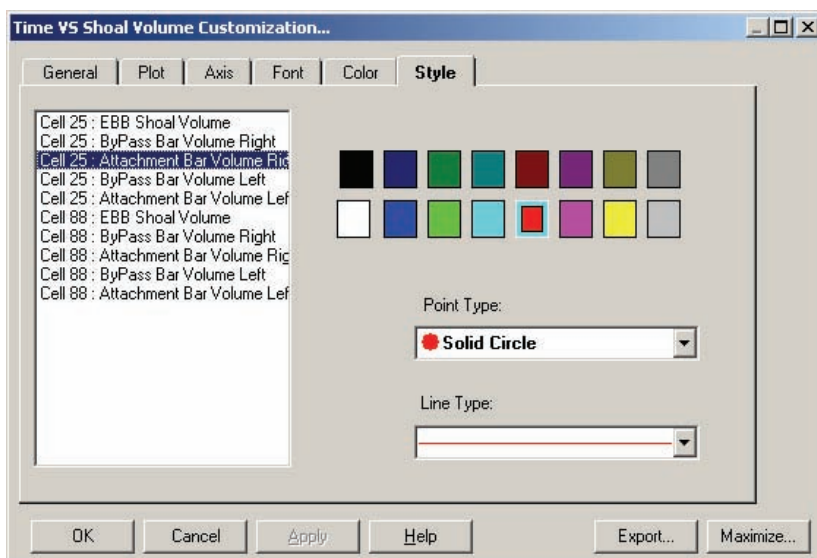 Time VS Shoal Volume Customization...
General Plot Axis Font Color Style
Cell 25 : EBB Shoal Volume
Cell 25 : ByPass Bar Volume Right
Cell 25 : Attachment Bar Volume Rig
Cell 25 : ByPass Bar Volume Left
Cell 25 : Attachment Bar Volume Lef
Cell 88 : EBB Shoal Volume
Cell 88 : ByPass Bar Volume Right
Cell 88 : Attachment Bar Volume Rig
Cell 88 : ByPass Bar Volume Left
Cell 88 : Attachment Bar Volume Lef
Point Type:
Solid Circle
Line Type:
OK Cancel Apply Help Export... Maximize...